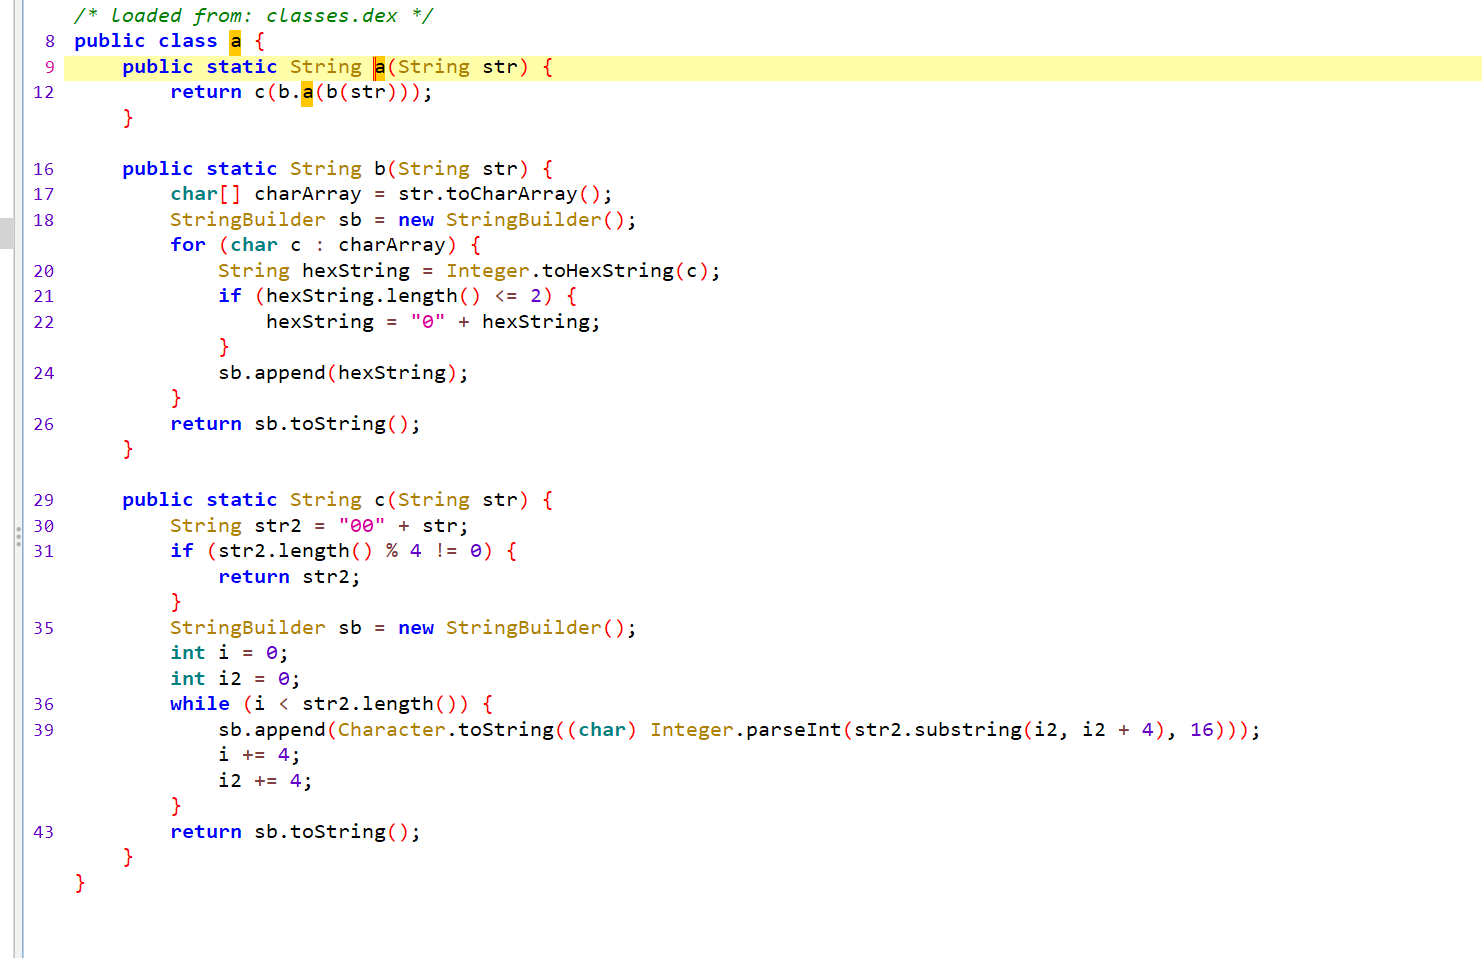 /* loaded from: classes.dex */
8 public class a {
9 public static String a(String str) {
12 return c(b.a(b(str)));
}
16 public static String b(String str) {
17 char[] charArray = str.toCharArray();
18 StringBuilder sb = new StringBuilder();
for (char c : charArray) {
20 String hexString = Integer.toHexString(c);
21 if (hexString.length() <= 2) {
22 hexString = "0" + hexString;
}
24 sb.append(hexString);
}
26 return sb.toString();
}
29 public static String c(String str) {
30 String str2 = "00" + str;
31 if (str2.length() % 4 != 0) {
return str2;
}
35 StringBuilder sb = new StringBuilder();
int i = 0;
int i2 = 0;
36 while (i < str2.length()) {
39 sb.append(Character.toString((char) Integer.parseInt(str2.substring(i2, i2 + 4), 16)));
i += 4;
i2 += 4;
}
43 return sb.toString();
}
}